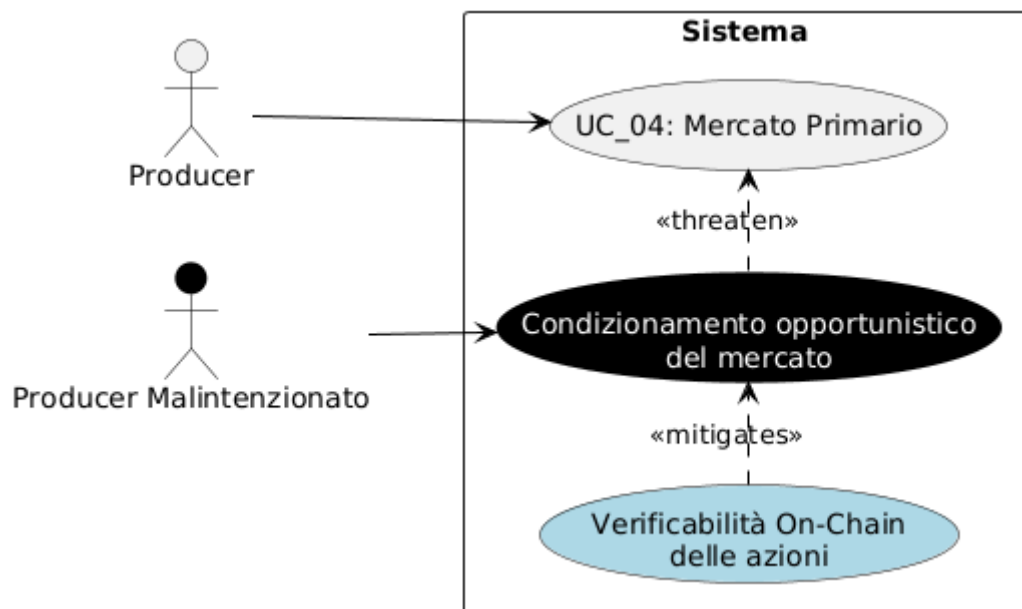 Sistema
UC_04: Mercato Primario
Producer
«threaten»
Condizionamento opportunistico
del mercato
Producer Malintenzionato
«mitigates»
Verificabilità On-Chain
delle azioni